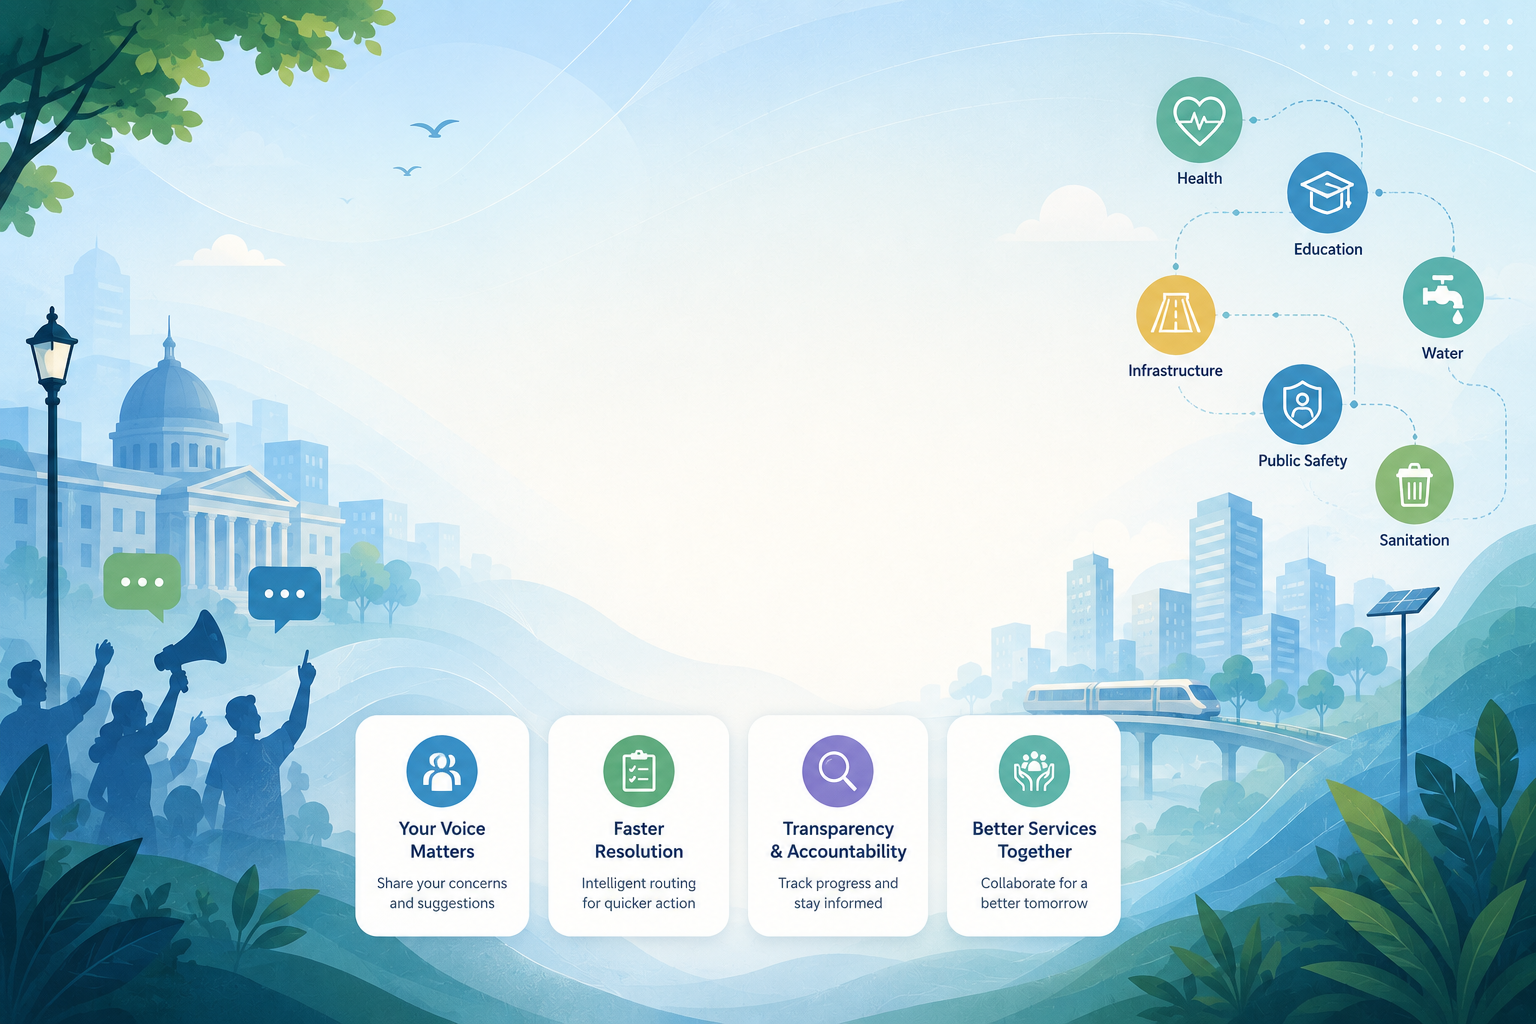 Health
Education
Water
Infrastructure
Public Safety
Sanitation
Your Voice
Matters
Share your concerns
and suggestions
Faster
Resolution
Intelligent routing
for quicker action
Transparency
& Accountability
Track progress and
stay informed
Better Services
Together
Collaborate for a
better tomorrow